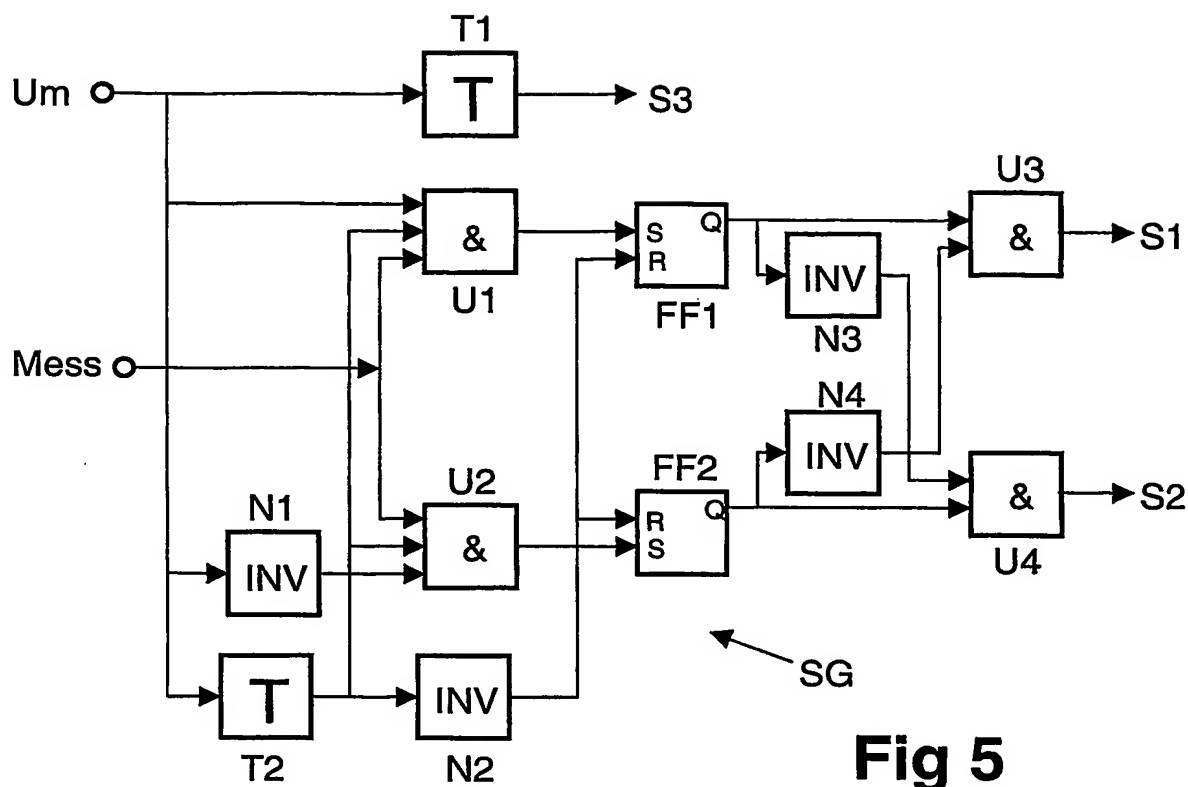 T1
Um
T
S3
U3
U1
&
S
R
Q
FF1
&
S1
INV
N3
Mess
N4
INV
U2
FF2
N1
&
R
S
Q
&
S2
U4
INV
T
INV
SG
T2
N2
Fig 5